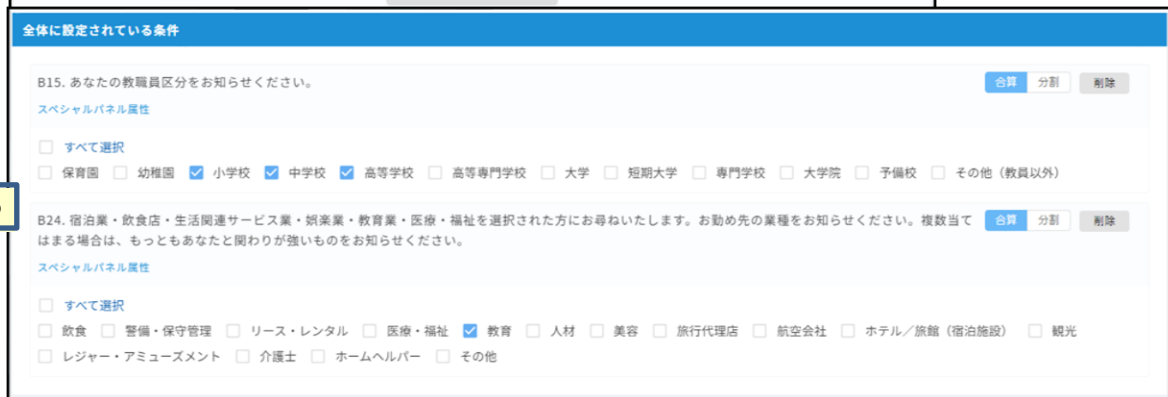 全体に設定されている条件
B15. あなたの教職員区分をお知らせください。 合算 分割 削除
スペシャルパネル属性
すべて選択
保育園 幼稚園 小学校 中学校 高等学校 高等専門学校 大学 短期大学 専門学校 大学院 予備校 その他（教員以外）
B24. 宿泊業・飲食店・生活関連サービス業・娯楽業・教育業・医療・福祉を選択された方にお尋ねいたします。お勤め先の業種をお知らせください。複数当て 合算 分割 削除
はまる場合は、もっともあなたと関わりが強いものをお知らせください。
スペシャルパネル属性
すべて選択
飲食 警備・保守管理 リース・レンタル 医療・福祉 教育 人材 美容 旅行代理店 航空会社 ホテル／旅館（宿泊施設） 観光
レジャー・アミューズメント 介護士 ホームヘルパー その他